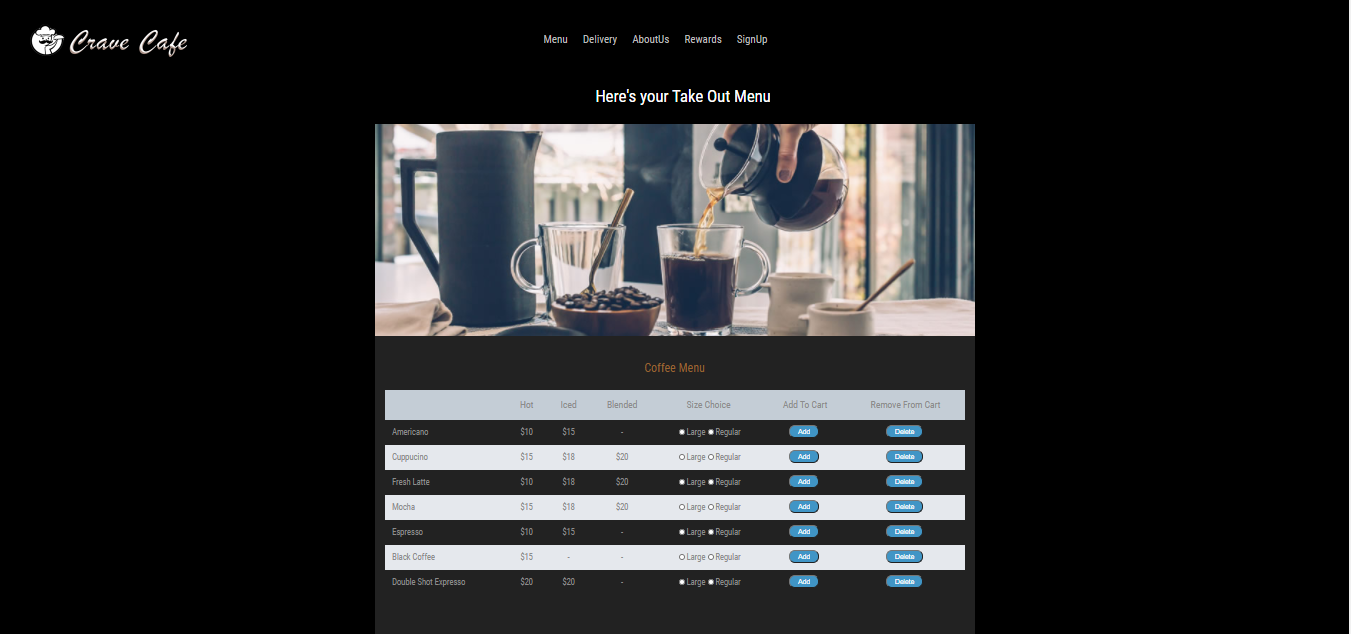 Crave Cafe
Menu Delivery AboutUs Rewards SignUp
Here's your Take Out Menu
Coffee Menu
Hot Iced Blended Size Choice Add To Cart Remove From Cart
Americano $10 $15 - Large Regular Add Delete
Cuppucino $15 $18 $20 Large Regular Add Delete
Fresh Latte $10 $18 $20 Large Regular Add Delete
Mocha $15 $18 $20 Large Regular Add Delete
Espresso $10 $15 - Large Regular Add Delete
Black Coffee $15 - - Large Regular Add Delete
Double Shot Expresso $20 $20 - Large Regular Add Delete